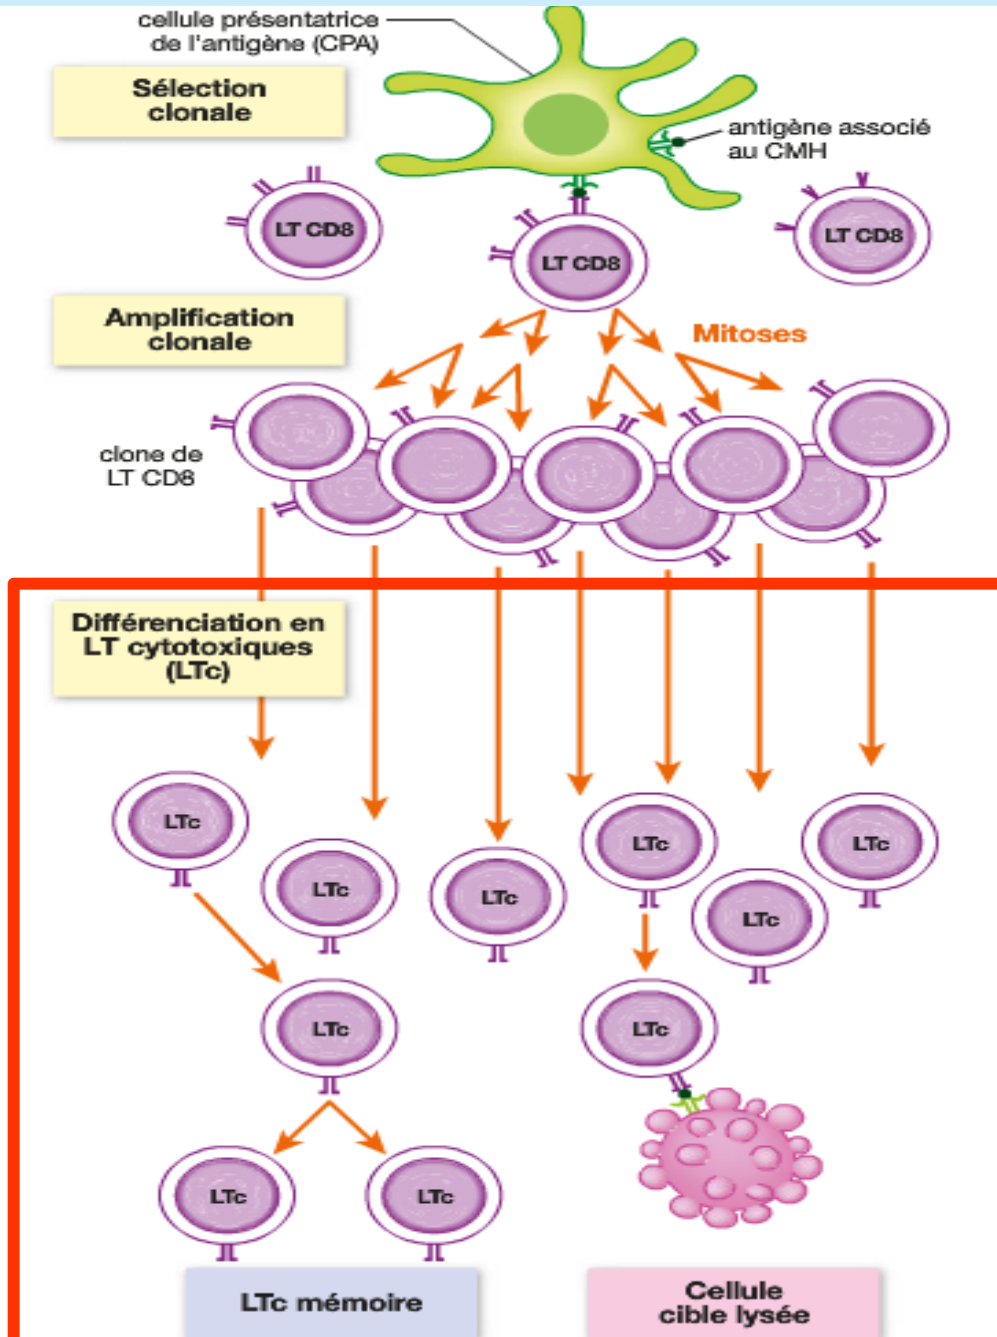 cellule présentatrice
de l'antigène (CPA)
Sélection
clonale
antigène associé
au CMH
LT CD8
LT CD8
LT CD8
Amplification
clonale
Mitoses
clone de
LT CD8
Différenciation en
LT cytotoxiques
(LTc)
LTc
LTc
LTc
LTc
LTc
LTc
LTc
LTc
LTc
LTc
LTc mémoire
Cellule
cible lysée